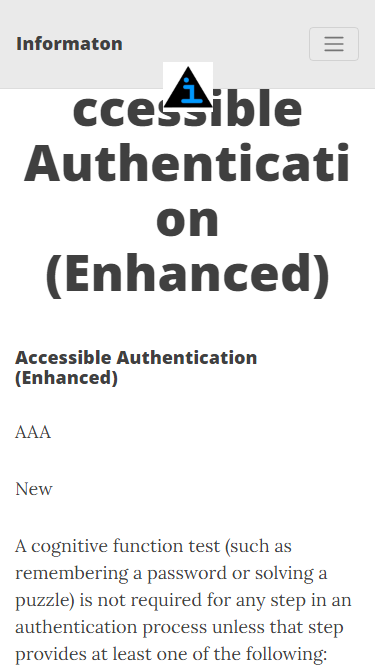 Informaton
ccessible
Authenticati
on
(Enhanced)
Accessible Authentication
(Enhanced)
AAA
New
A cognitive function test (such as
remembering a password or solving a
puzzle) is not required for any step in an
authentication process unless that step
provides at least one of the following: